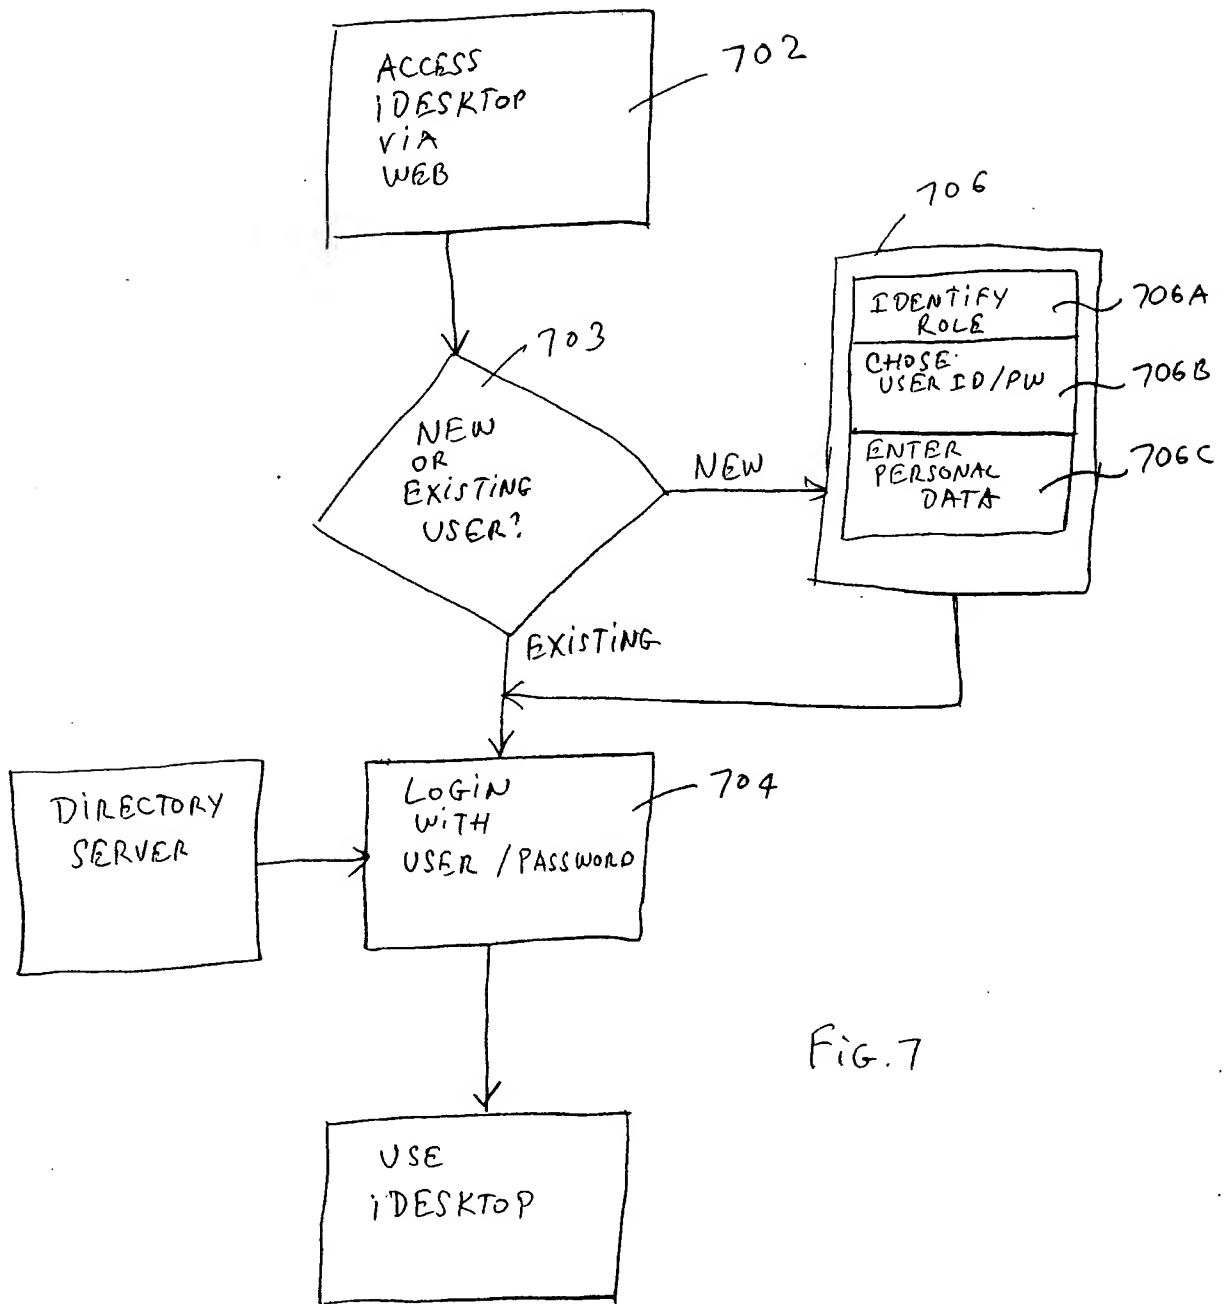 ACCESS
iDESKTOP
ViA
WEB
702
706
IDENTiFY
ROLE
706A
CHOSE
USER ID/PW
706B
ENTER
PERSONAL
DATA
706C
703
NEW
OR
EXiSTiNG
USER?
NEW
EXiSTiNG
DiRECTORY
SERVER
LOGiN
WiTH
USER / PASSWORD
704
FiG. 7
USE
iDESKTOP